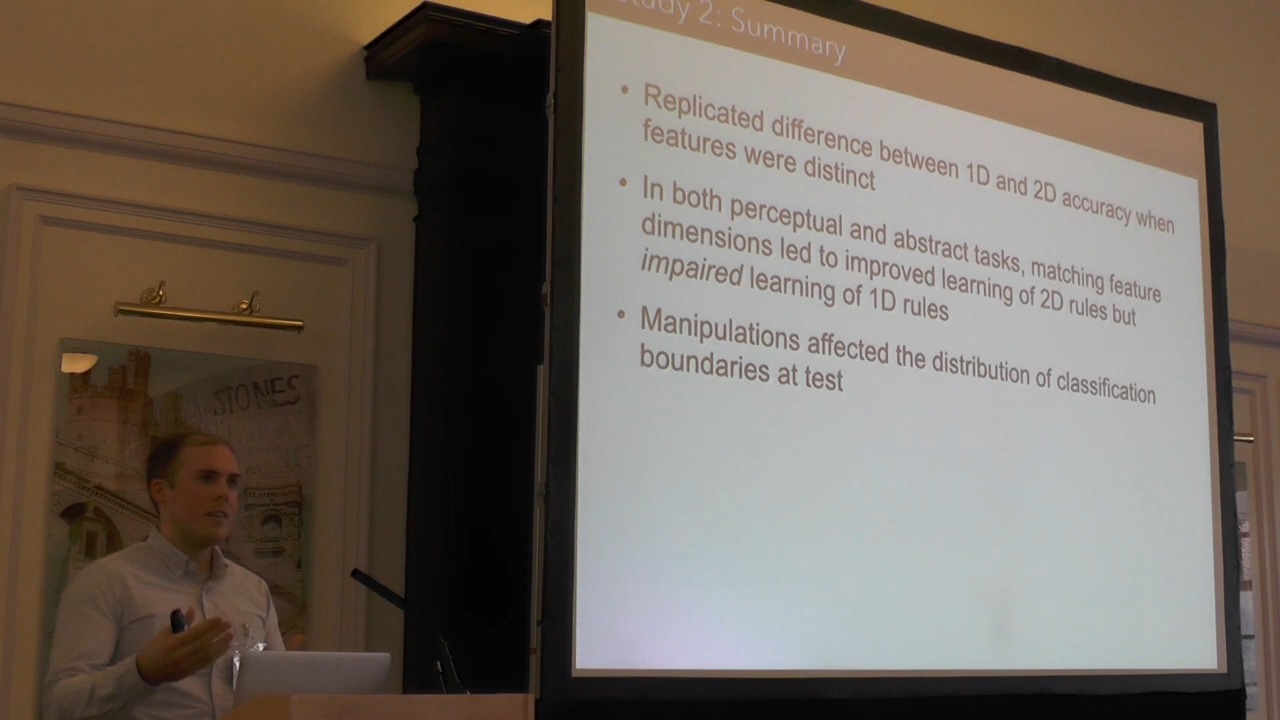 Study 2: Summary
• Replicated difference between 1D and 2D accuracy when
features were distinct
• In both perceptual and abstract tasks, matching feature
dimensions led to improved learning of 2D rules but
impaired learning of 1D rules
• Manipulations affected the distribution of classification
boundaries at test
STONES